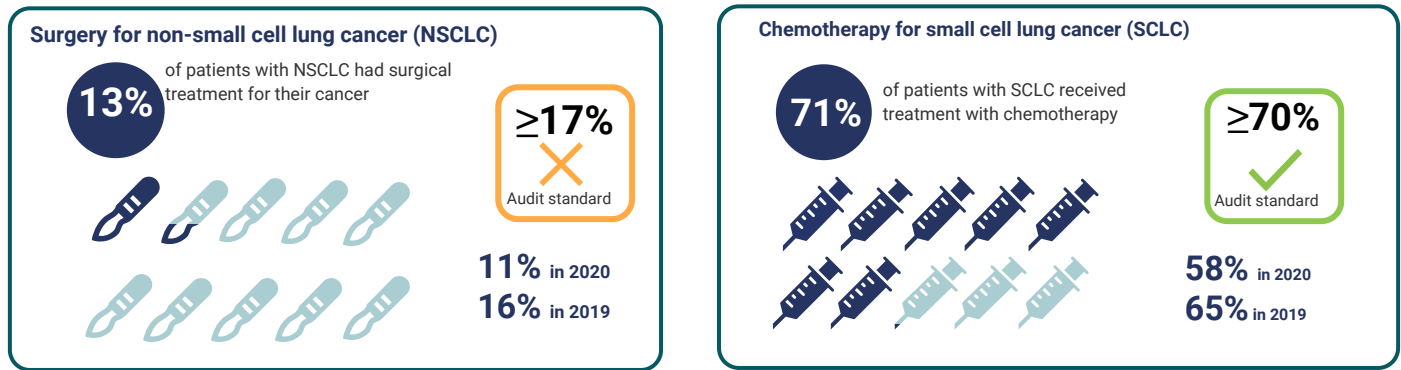 Surgery for non-small cell lung cancer (NSCLC)
13%
of patients with NSCLC had surgical
treatment for their cancer
≥17%
Audit standard
11% in 2020
16% in 2019
Chemotherapy for small cell lung cancer (SCLC)
71%
of patients with SCLC received
treatment with chemotherapy
≥70%
Audit standard
58% in 2020
65% in 2019